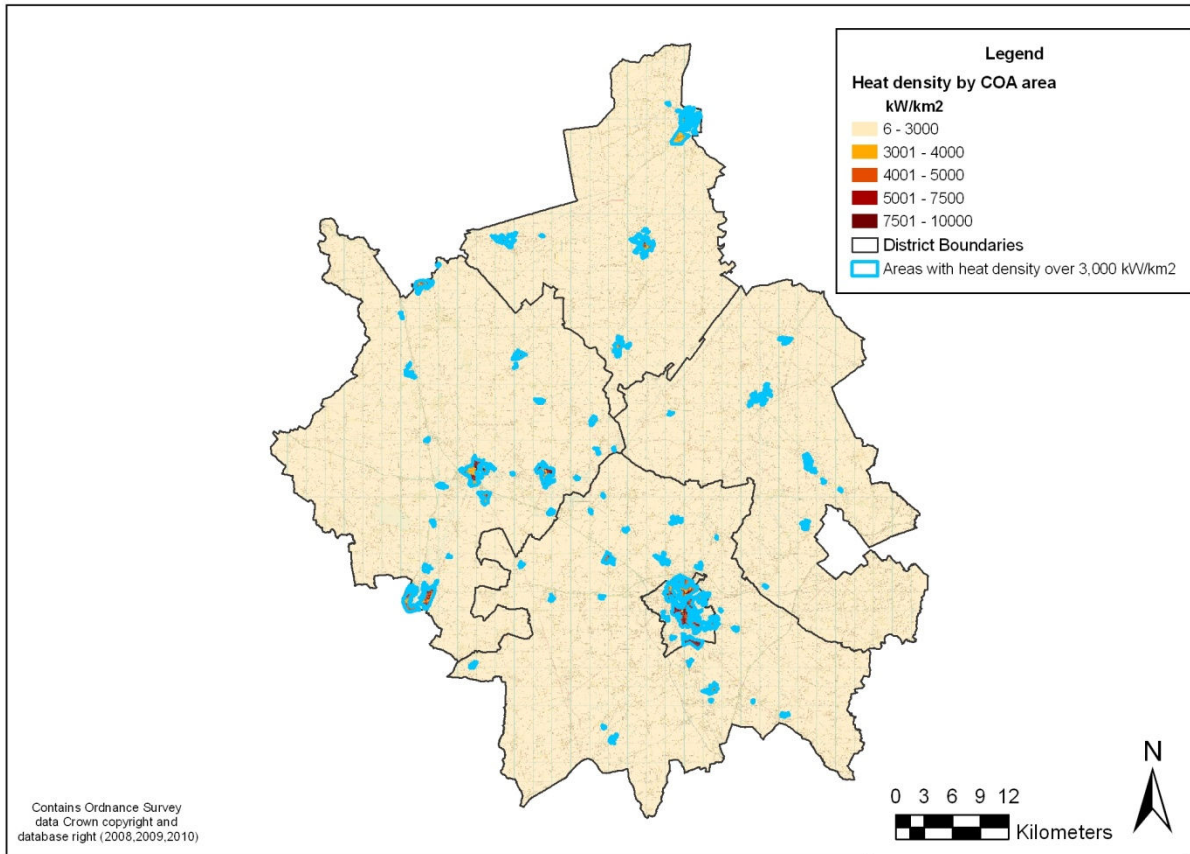 Legend
Heat density by COA area
kW/km2
6 - 3000
3001 - 4000
4001 - 5000
5001 - 7500
7501 - 10000
District Boundaries
Areas with heat density over 3,000 kW/km2
N
0 3 6 9 12
Kilometers
Contains Ordnance Survey
data Crown copyright and
database right (2008,2009,2010)